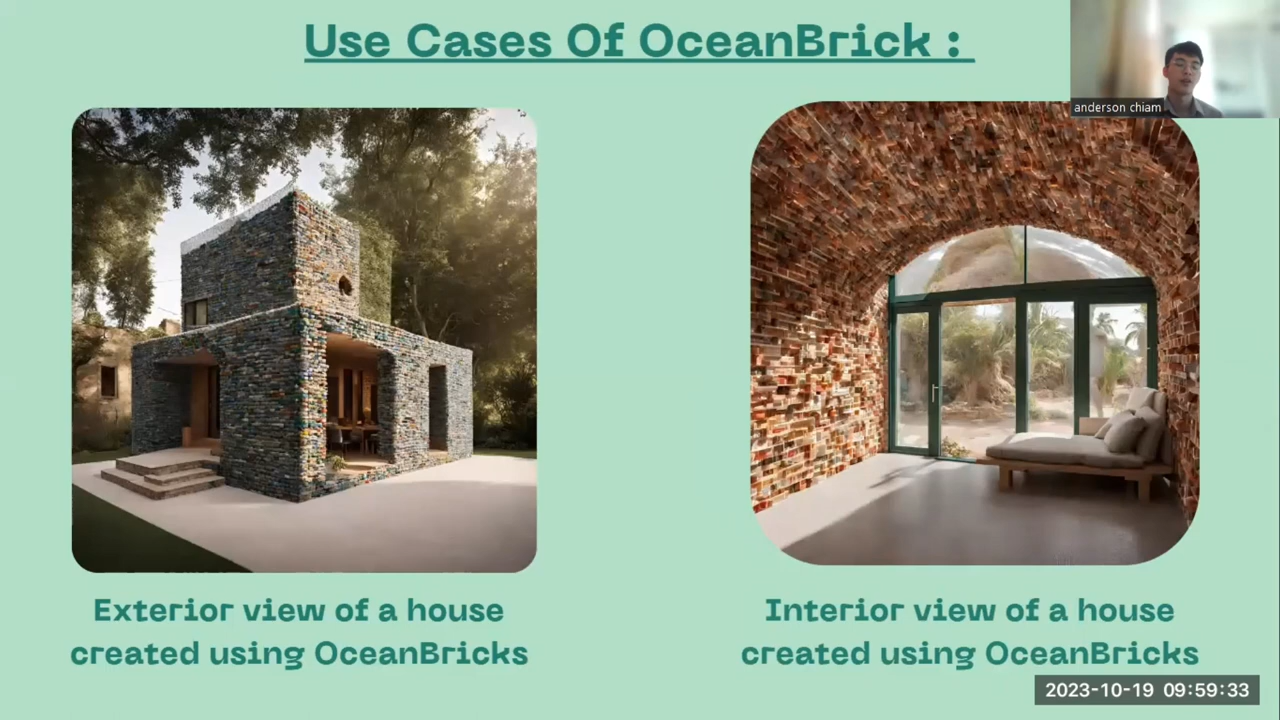 Use Cases Of OceanBrick :
anderson chiam
Exterior view of a house
created using OceanBricks
Interior view of a house
created using OceanBricks
2023-10-19 09:59:33